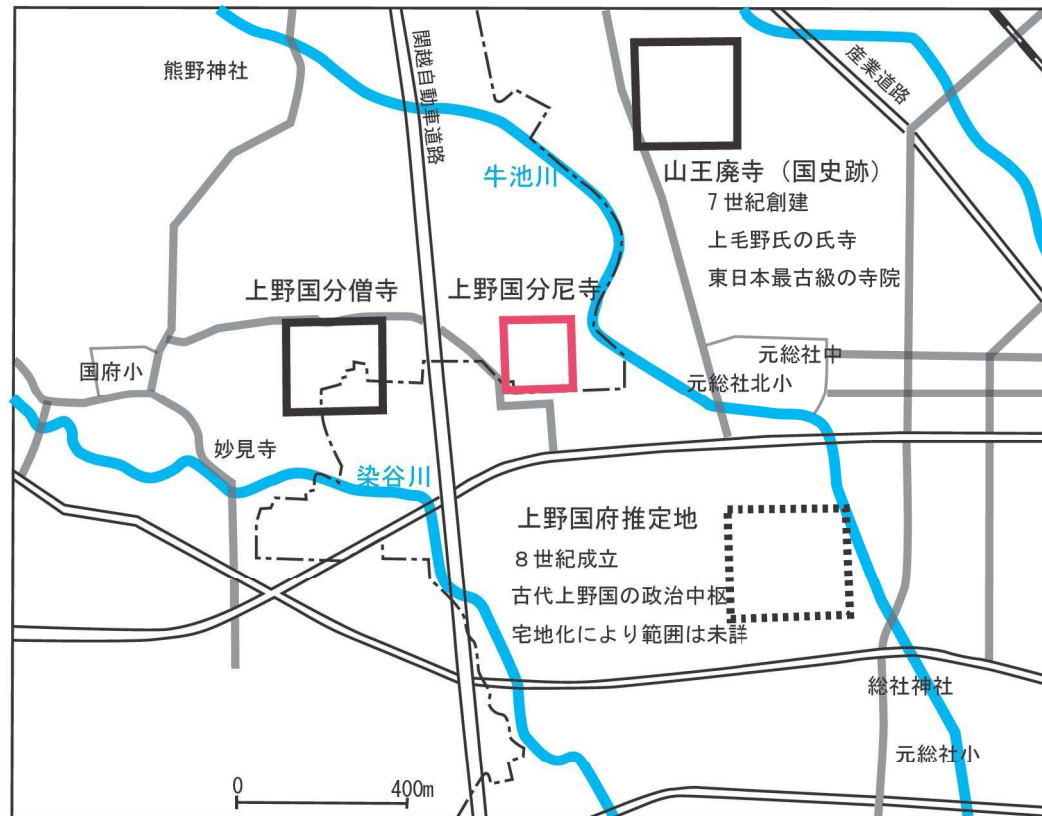 熊野神社
関越自動車道路
産業道路
牛池川
山王廃寺（国史跡）
7世紀創建
上毛野氏の氏寺
東日本最古級の寺院
上野国分僧寺
上野国分尼寺
国府小
元総社中
元総社北小
妙見寺
染谷川
上野国府推定地
8世紀成立
古代上野国の政治中枢
宅地化により範囲は未詳
総社神社
元総社小
0 400m